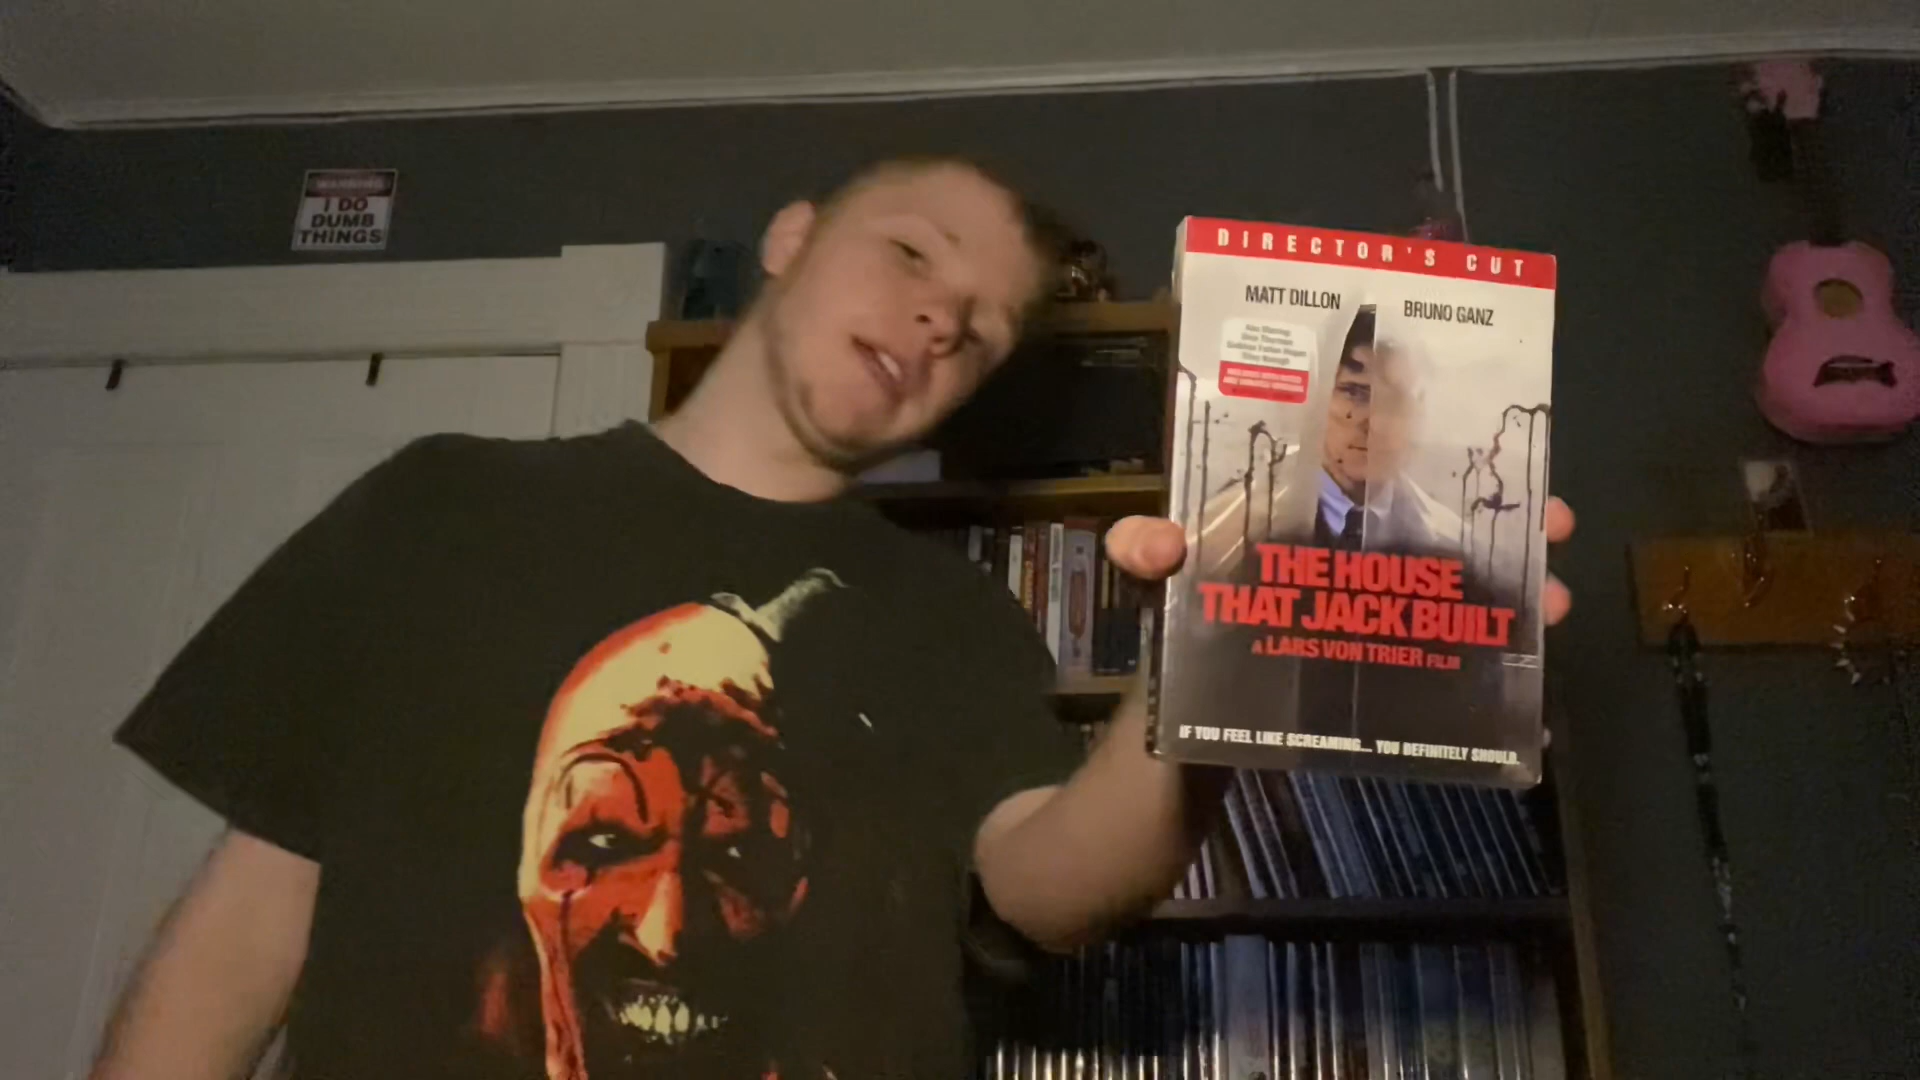 WARNING
I DO
DUMB
THINGS
DIRECTOR'S CUT
MATT DILLON
BRUNO GANZ
THE HOUSE
THAT JACK BUILT
A LARS VON TRIER FILM
IF YOU FEEL LIKE SCREAMING... YOU DEFINITELY SHOULD.